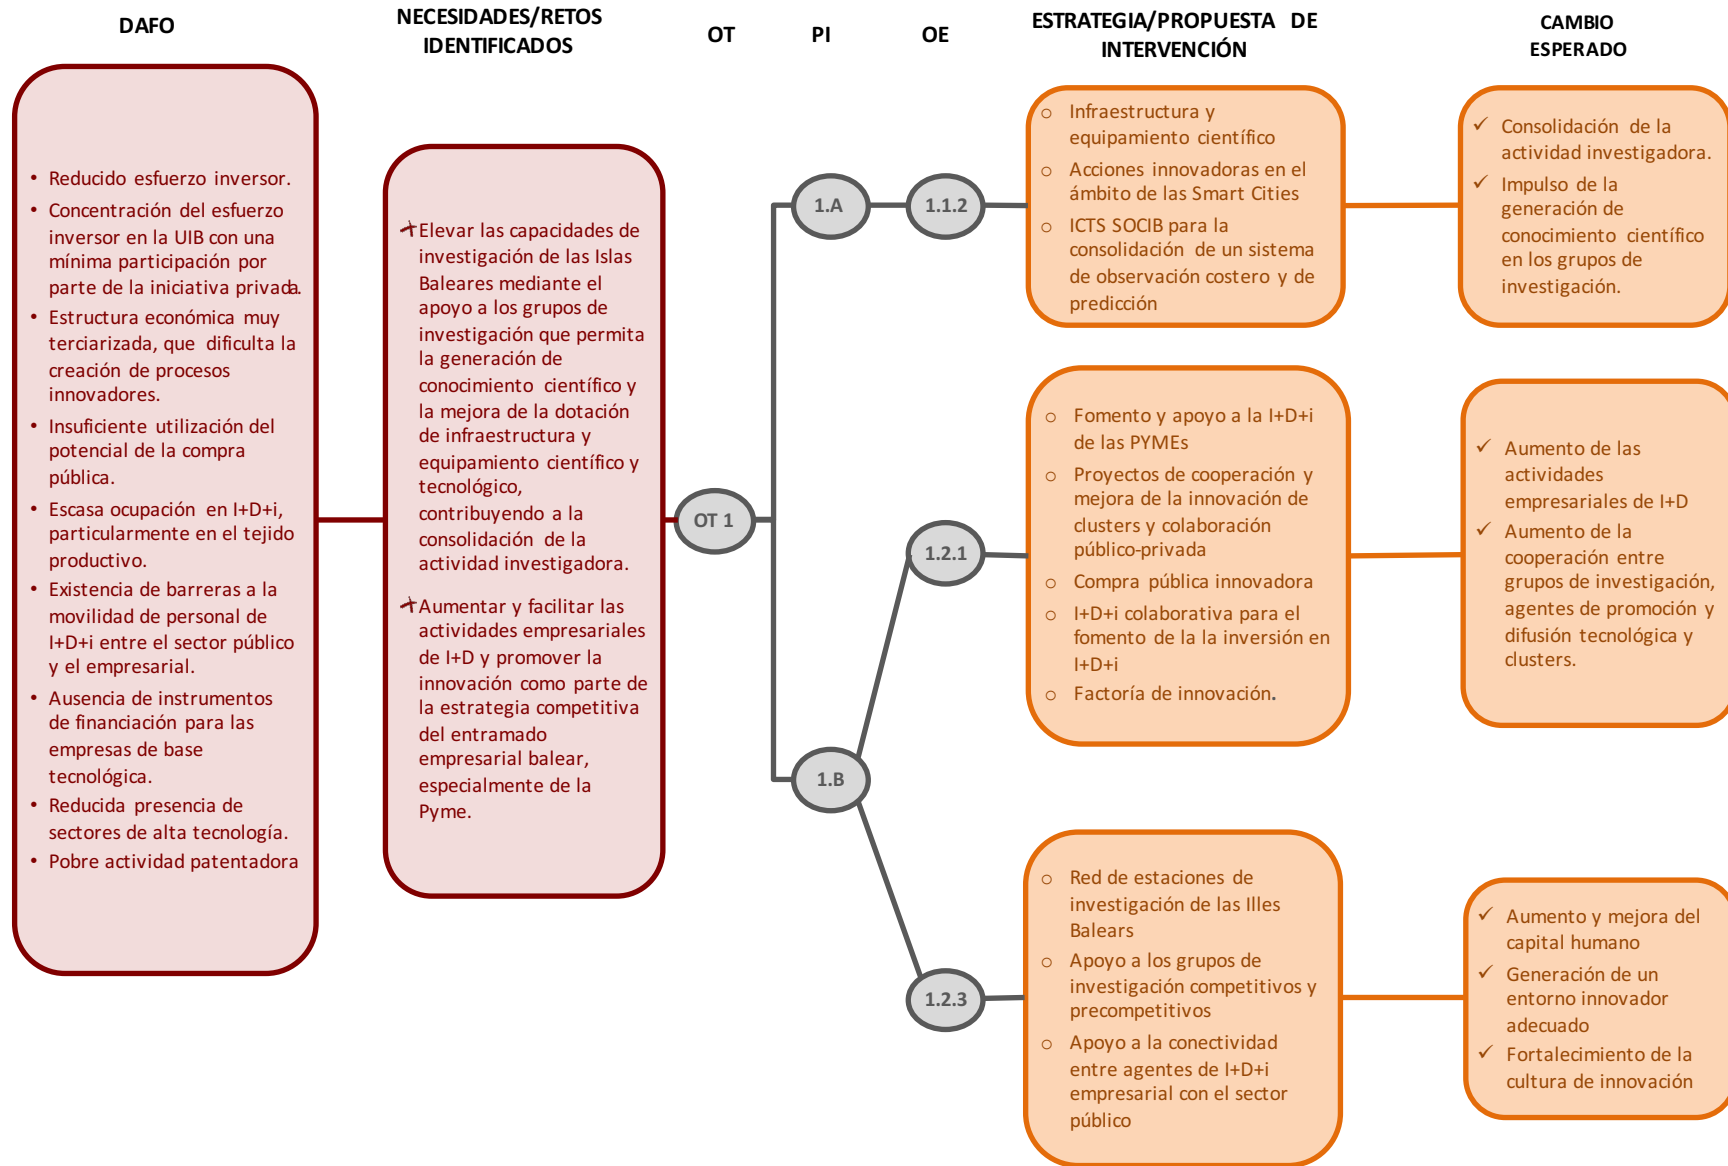 DAFO
NECESIDADES/RETOS
IDENTIFICADOS
OT
PI
OE
ESTRATEGIA/PROPUESTA DE
INTERVENCIÓN
CAMBIO
ESPERADO
• Reducido esfuerzo inversor.
• Concentración del esfuerzo
inversor en la UIB con una
mínima participación por
parte de la iniciativa privada.
• Estructura económica muy
terciarizada, que dificulta la
creación de procesos
innovadores.
• Insuficiente utilización del
potencial de la compra
pública.
• Escasa ocupación en I+D+i,
particularmente en el tejido
productivo.
• Existencia de barreras a la
movilidad de personal de
I+D+i entre el sector público
y el empresarial.
• Ausencia de instrumentos
de financiación para las
empresas de base
tecnológica.
• Reducida presencia de
sectores de alta tecnología.
• Pobre actividad patentadora
Elevar las capacidades de
investigación de las Islas
Baleares mediante el
apoyo a los grupos de
investigación que permita
la generación de
conocimiento científico y
la mejora de la dotación
de infraestructura y
equipamiento científico y
tecnológico,
contribuyendo a la
consolidación de la
actividad investigadora.
Aumentar y facilitar las
actividades empresariales
de I+D y promover la
innovación como parte de
la estrategia competitiva
del entramado
empresarial balear,
especialmente de la
Pyme.
OT 1
1.A
1.1.2
o Infraestructura y
equipamiento científico
o Acciones innovadoras en el
ámbito de las Smart Cities
o ICTS SOCIB para la
consolidación de un sistema
de observación costero y de
predicción
✓ Consolidación de la
actividad investigadora.
✓ Impulso de la
generación de
conocimiento científico
en los grupos de
investigación.
1.B
1.2.1
o Fomento y apoyo a la I+D+i
de las PYMEs
o Proyectos de cooperación y
mejora de la innovación de
clusters y colaboración
público-privada
o Compra pública innovadora
o I+D+i colaborativa para el
fomento de la la inversión en
I+D+i
o Factoría de innovación.
✓ Aumento de las
actividades
empresariales de I+D
✓ Aumento de la
cooperación entre
grupos de investigación,
agentes de promoción y
difusión tecnológica y
clusters.
1.2.3
o Red de estaciones de
investigación de las Illes
Balears
o Apoyo a los grupos de
investigación competitivos y
precompetitivos
o Apoyo a la conectividad
entre agentes de I+D+i
empresarial con el sector
público
✓ Aumento y mejora del
capital humano
✓ Generación de un
entorno innovador
adecuado
✓ Fortalecimiento de la
cultura de innovación